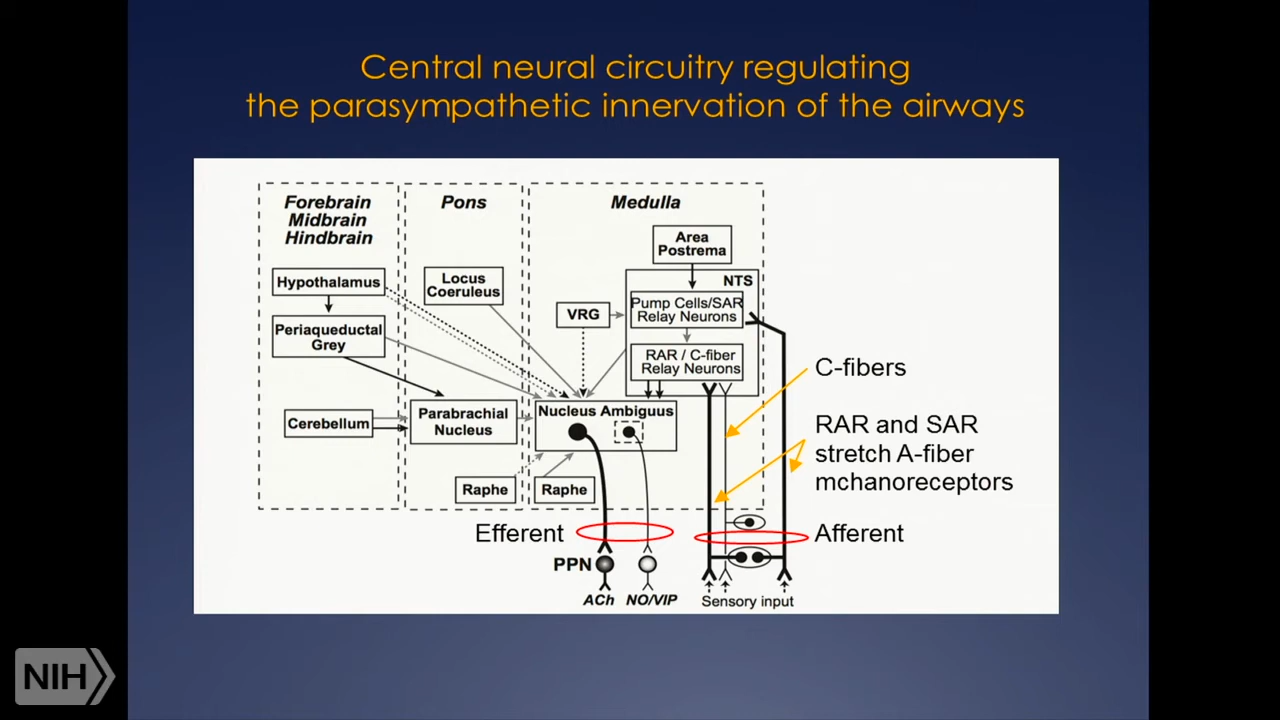 Central neural circuitry regulating
the parasympathetic innervation of the airways
Forebrain
Midbrain
Hindbrain
Pons
Medulla
Area
Postrema
Hypothalamus
Locus
Coeruleus
NTS
VRG
Pump Cells/SAR
Relay Neurons
Periaqueductal
Grey
RAR / C-fiber
Relay Neurons
C-fibers
Cerebellum
Parabrachial
Nucleus
Nucleus Ambiguus
RAR and SAR
stretch A-fiber
mchanoreceptors
Raphe
Raphe
Efferent
Afferent
PPN
ACh
NO/VIP
Sensory input
NIH